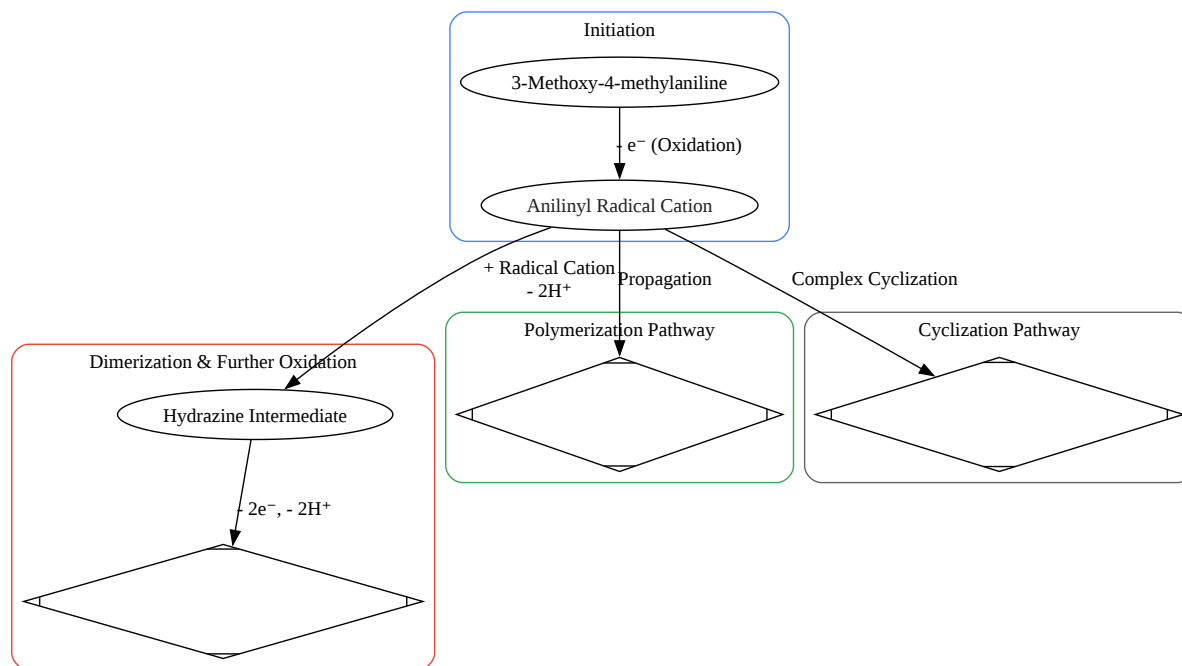 Initiation
3-Methoxy-4-methylaniline
- e⁻ (Oxidation)
Anilinyl Radical Cation
+ Radical Cation
- 2H⁺
Propagation
Complex Cyclization
Polymerization Pathway
Cyclization Pathway
Dimerization & Further Oxidation
Hydrazine Intermediate
- 2e⁻, - 2H⁺